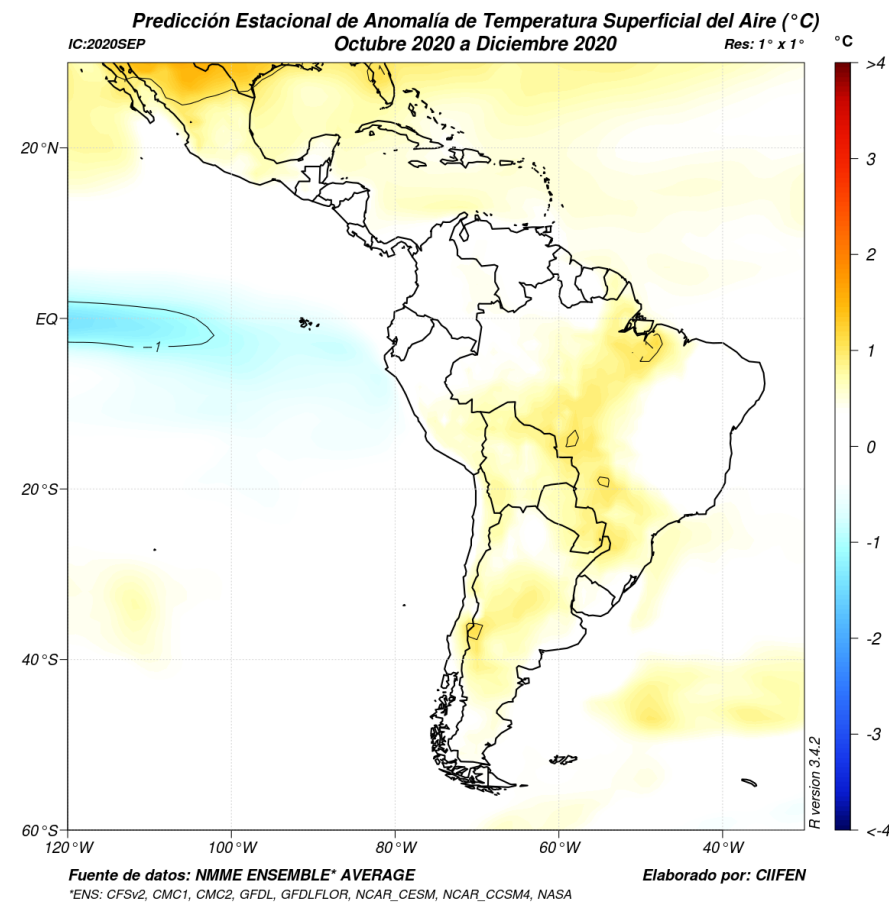 Predicción Estacional de Anomalía de Temperatura Superficial del Aire (°C)
IC:2020SEP
Octubre 2020 a Diciembre 2020
Res: 1° x 1°
°C
>4
3
2
1
0
-1
-2
-3
<-4
20°N
EQ
20°S
40°S
60°S
−1
120°W
100°W
80°W
60°W
40°W
R version 3.4.2
Fuente de datos: NMME ENSEMBLE* AVERAGE
Elaborado por: CIIFEN
*ENS: CFSv2, CMC1, CMC2, GFDL, GFDLFLOR, NCAR_CESM, NCAR_CCSM4, NASA